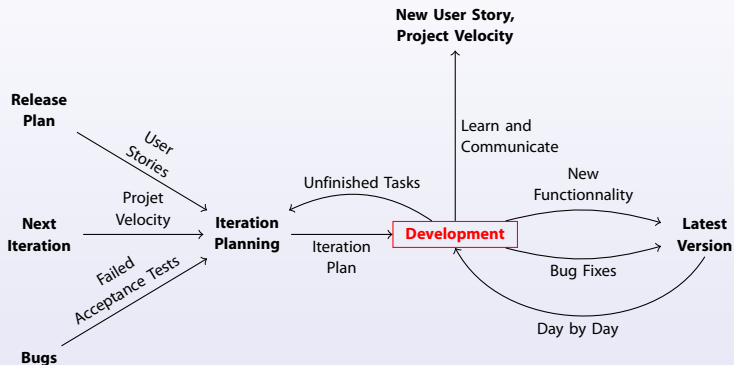 New User Story,
Project Velocity
Release
Plan
User
Stories
Learn and
Communicate
Unfinished Tasks
New
Functionnality
Projet
Velocity
Next
Iteration
Iteration
Planning
Iteration
Plan
Development
Latest
Version
Bug Fixes
Failed
Acceptance Tests
Day by Day
Bugs